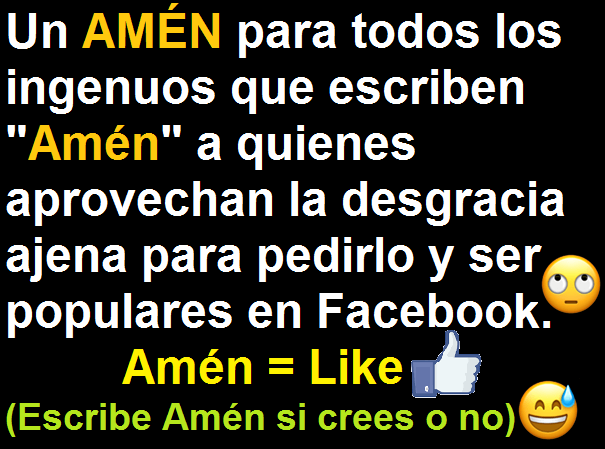 Un AMÉN para todos los
ingenuos que escriben
"Amén" a quienes
aprovechan la desgracia
ajena para pedirlo y ser
populares en Facebook.
Amén = Like
(Escribe Amén si crees o no)